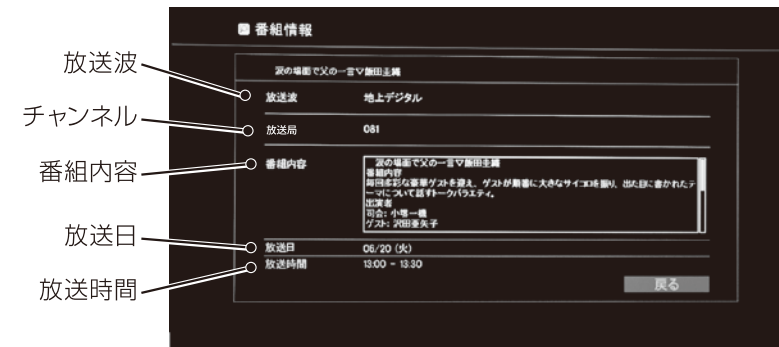 番組情報
涙の場面で父の一言▽飯田圭織
放送波
放送波 地上デジタル
チャンネル
放送局 081
番組内容
番組内容
涙の場面で父の一言▽飯田圭織
番組内容
毎回多彩な豪華ゲストを迎え、ゲストが順番に大きなサイコロを振り、出た目に書かれたテ
ーマについて話すトークバラエティ。
出演者
司会: 小堺一機
ゲスト: 沢田亜矢子
放送日
放送日 06/20 (火)
放送時間
放送時間 13:00 - 13:30
戻る